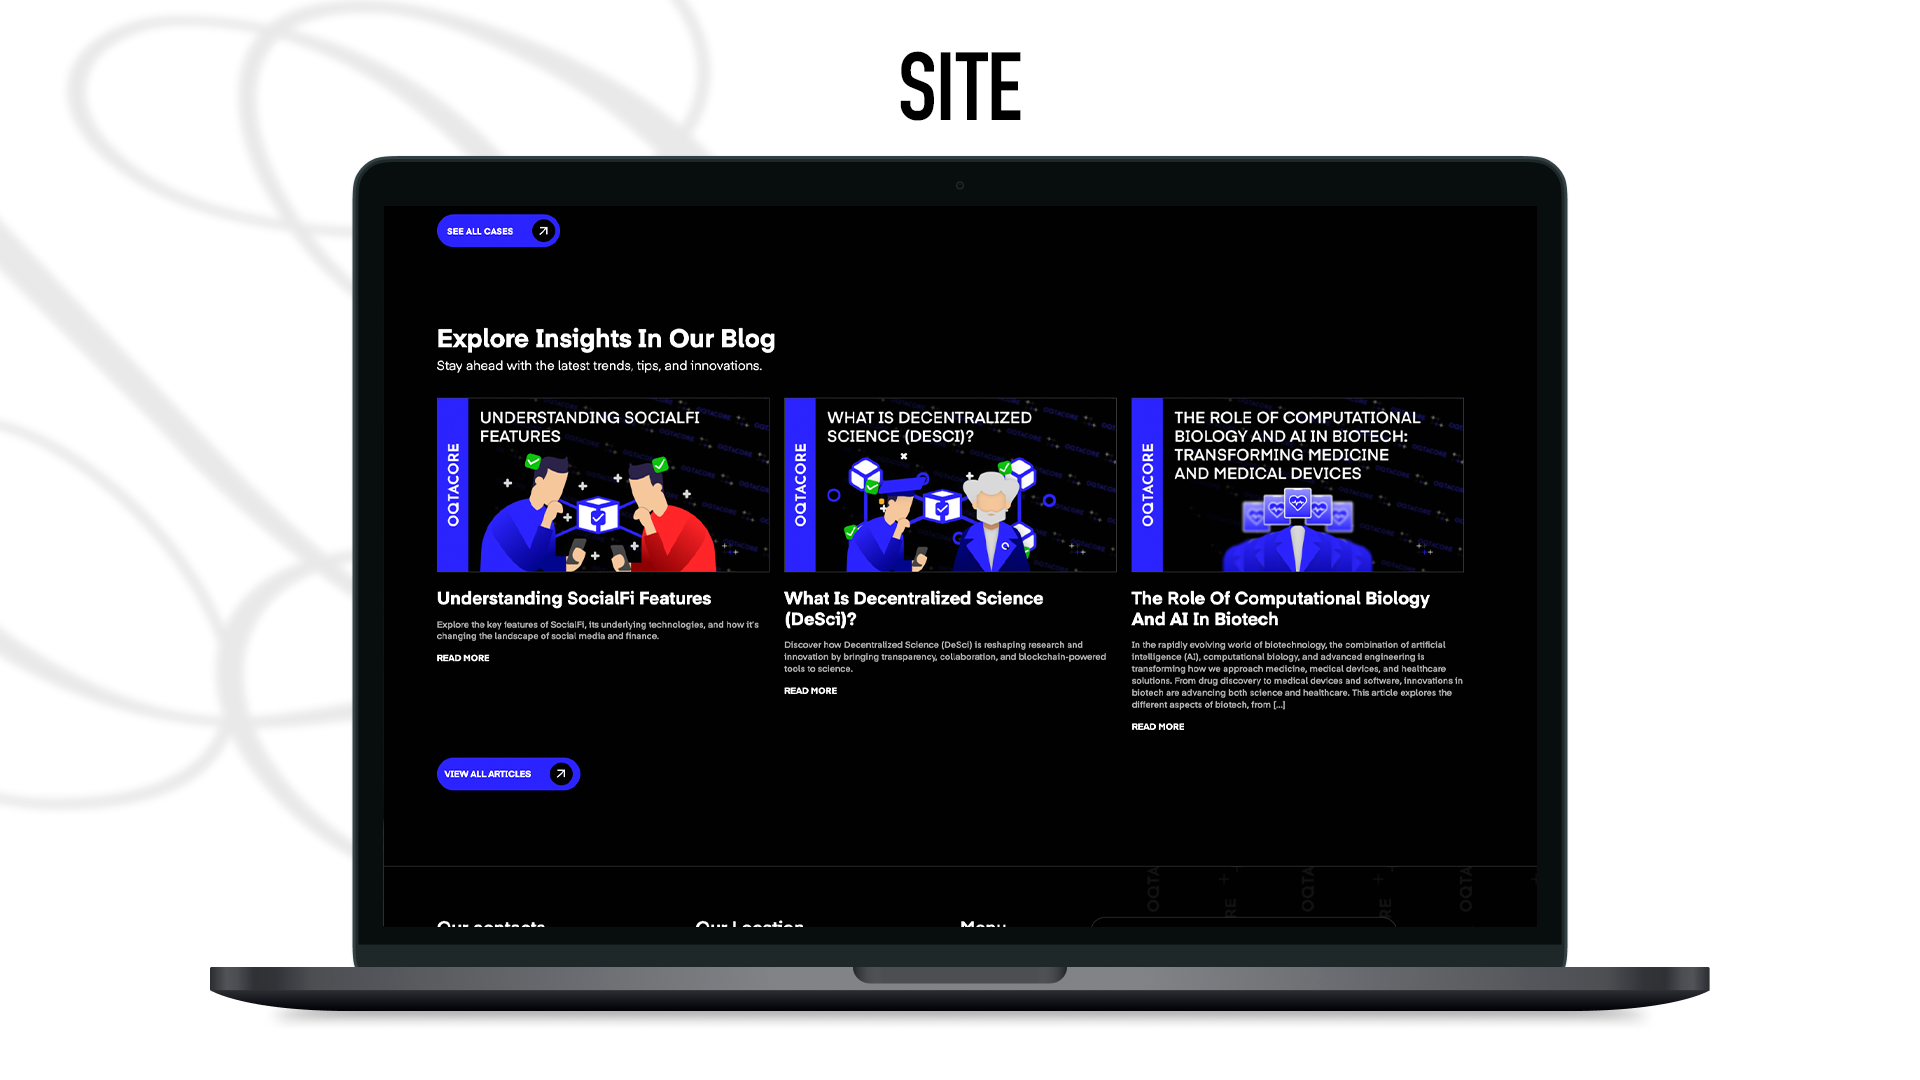 SITE
SEE ALL CASES
Explore Insights In Our Blog
Stay ahead with the latest trends, tips, and innovations.
OQTACORE
UNDERSTANDING SOCIALFI
FEATURES
Understanding SocialFi Features
Explore the key features of SocialFi, its underlying technologies, and how it's
changing the landscape of social media and finance.
READ MORE
OQTACORE
WHAT IS DECENTRALIZED
SCIENCE (DESCI)?
What Is Decentralized Science
(DeSci)?
Discover how Decentralized Science (DeSci) is reshaping research and
innovation by bringing transparency, collaboration, and blockchain-powered
tools to science.
READ MORE
OQTACORE
THE ROLE OF COMPUTATIONAL
BIOLOGY AND AI IN BIOTECH:
TRANSFORMING MEDICINE
AND MEDICAL DEVICES
The Role Of Computational Biology
And AI In Biotech
In the rapidly evolving world of biotechnology, the combination of artificial
intelligence (AI), computational biology, and advanced engineering is
transforming how we approach medicine, medical devices, and healthcare
solutions. From drug discovery to medical devices and software, innovations in
biotech are advancing both science and healthcare. This article explores the
different aspects of biotech, from [...]
READ MORE
VIEW ALL ARTICLES
Our contacts
Our Location
Menu